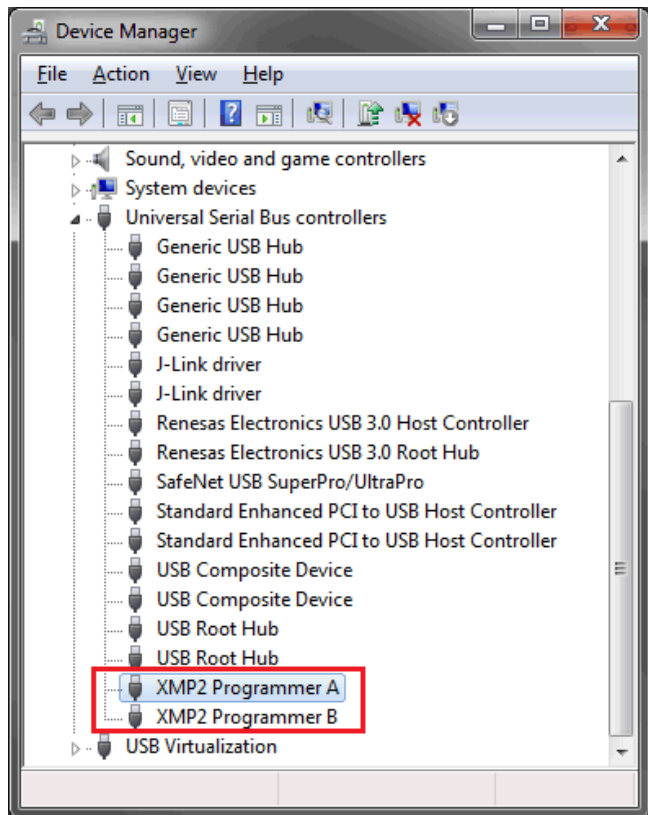 Device Manager
File Action View Help
Sound, video and game controllers
System devices
Universal Serial Bus controllers
Generic USB Hub
Generic USB Hub
Generic USB Hub
Generic USB Hub
J-Link driver
J-Link driver
Renesas Electronics USB 3.0 Host Controller
Renesas Electronics USB 3.0 Root Hub
SafeNet USB SuperPro/UltraPro
Standard Enhanced PCI to USB Host Controller
Standard Enhanced PCI to USB Host Controller
USB Composite Device
USB Composite Device
USB Root Hub
USB Root Hub
XMP2 Programmer A
XMP2 Programmer B
USB Virtualization